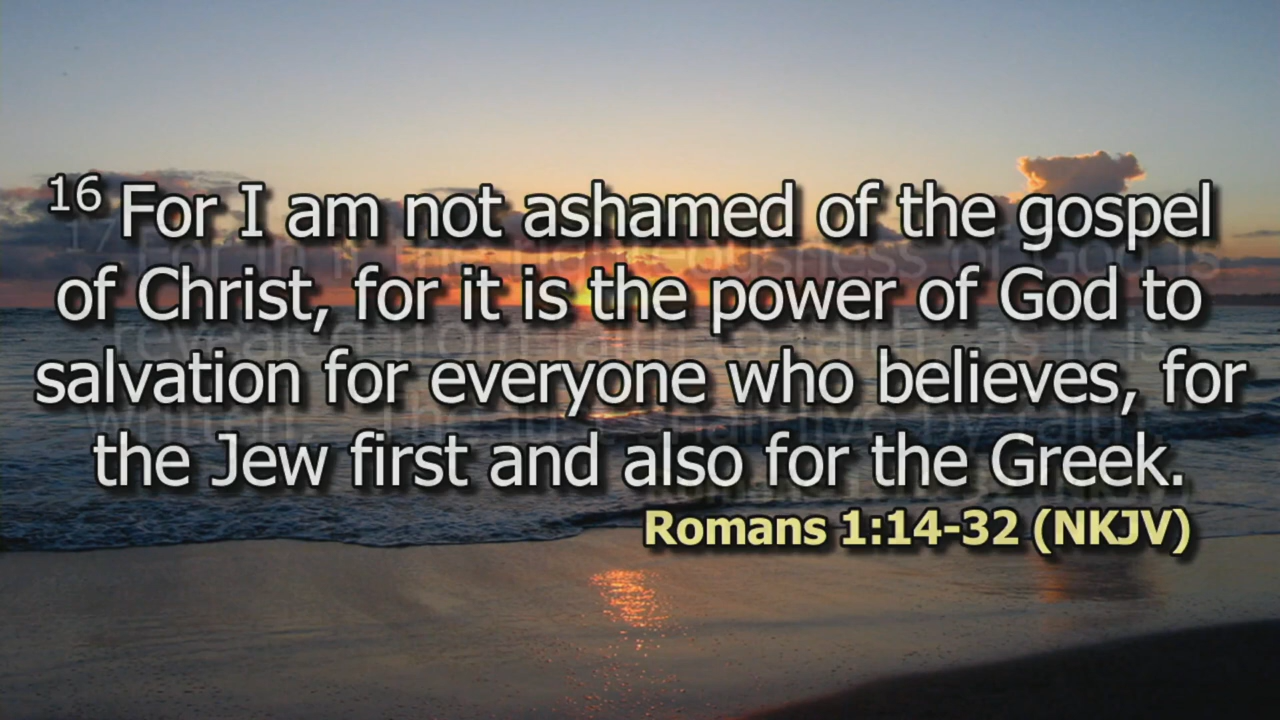 16 For I am not ashamed of the gospel
of Christ, for it is the power of God to
salvation for everyone who believes, for
the Jew first and also for the Greek.
Romans 1:14-32 (NKJV)